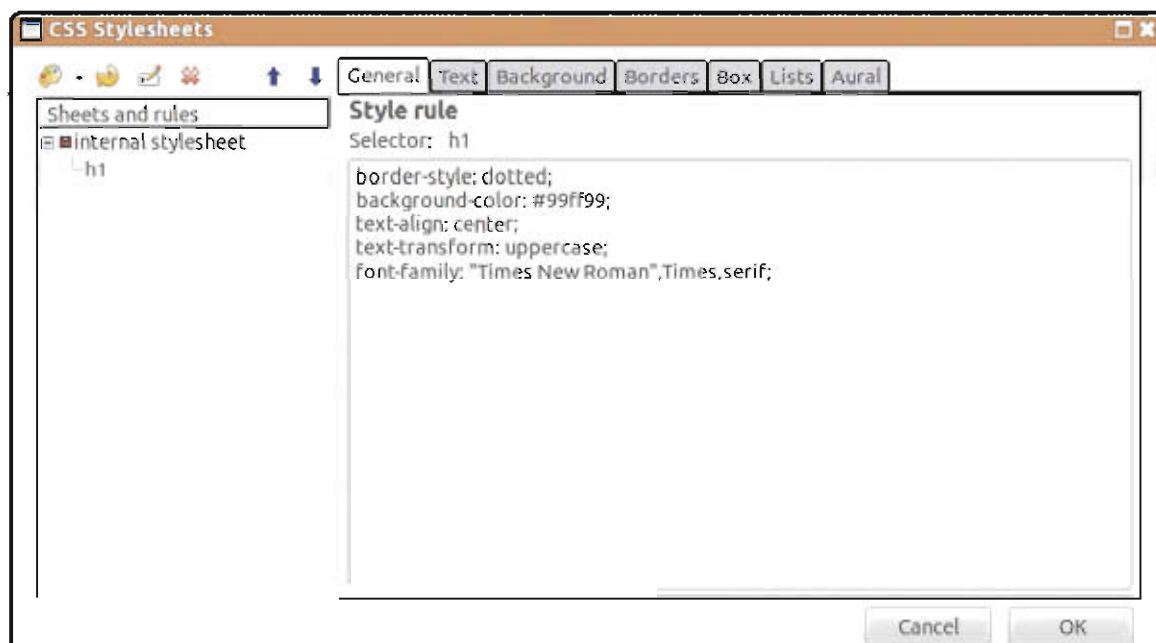 CSS Stylesheets
General Text Background Borders Box Lists Aural
Sheets and rules
internal stylesheet
h1
Style rule
Selector: h1
border-style: dotted;
background-color: #99ff99;
text-align: center;
text-transform: uppercase;
font-family: "Times New Roman",Times,serif;
Cancel OK